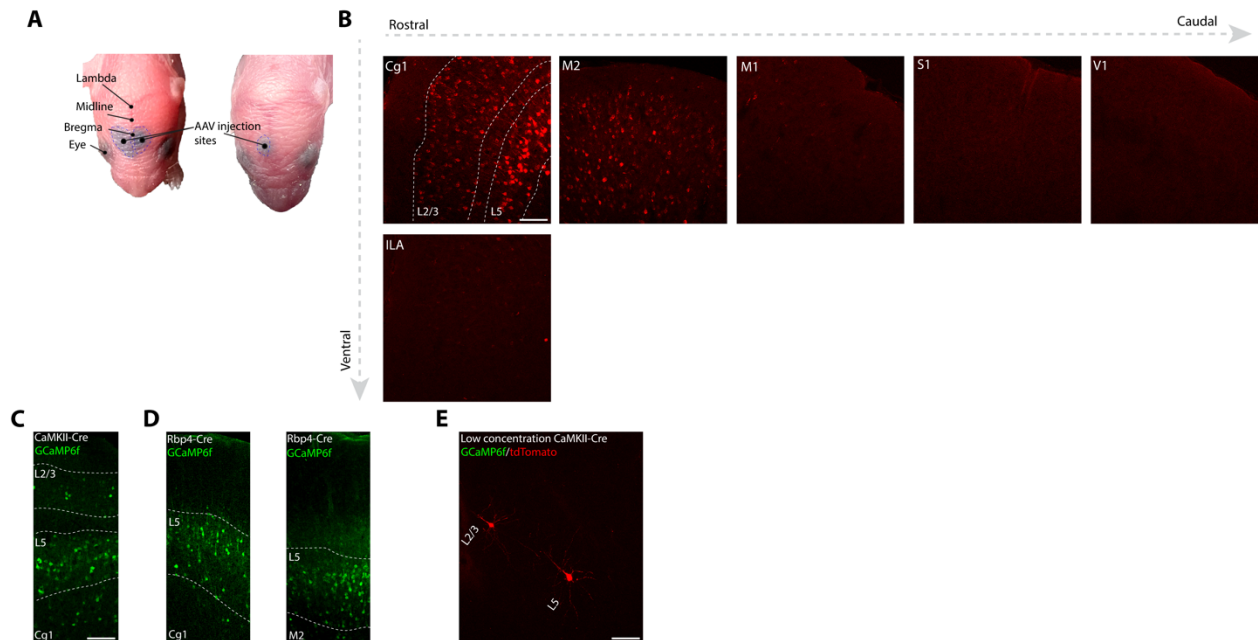 A
Lambda
Midline
Bregma
Eye
AAV injection
sites
B
Rostral
Caudal
Ventral
Cg1
L2/3
L5
M2
M1
S1
V1
ILA
C
CaMKII-Cre
GCaMP6f
L2/3
L5
Cg1
D
Rbp4-Cre
GCaMP6f
L5
Cg1
Rbp4-Cre
GCaMP6f
L5
M2
E
Low concentration CaMKII-Cre
GCaMP6f/tdTomato
L2/3
L5